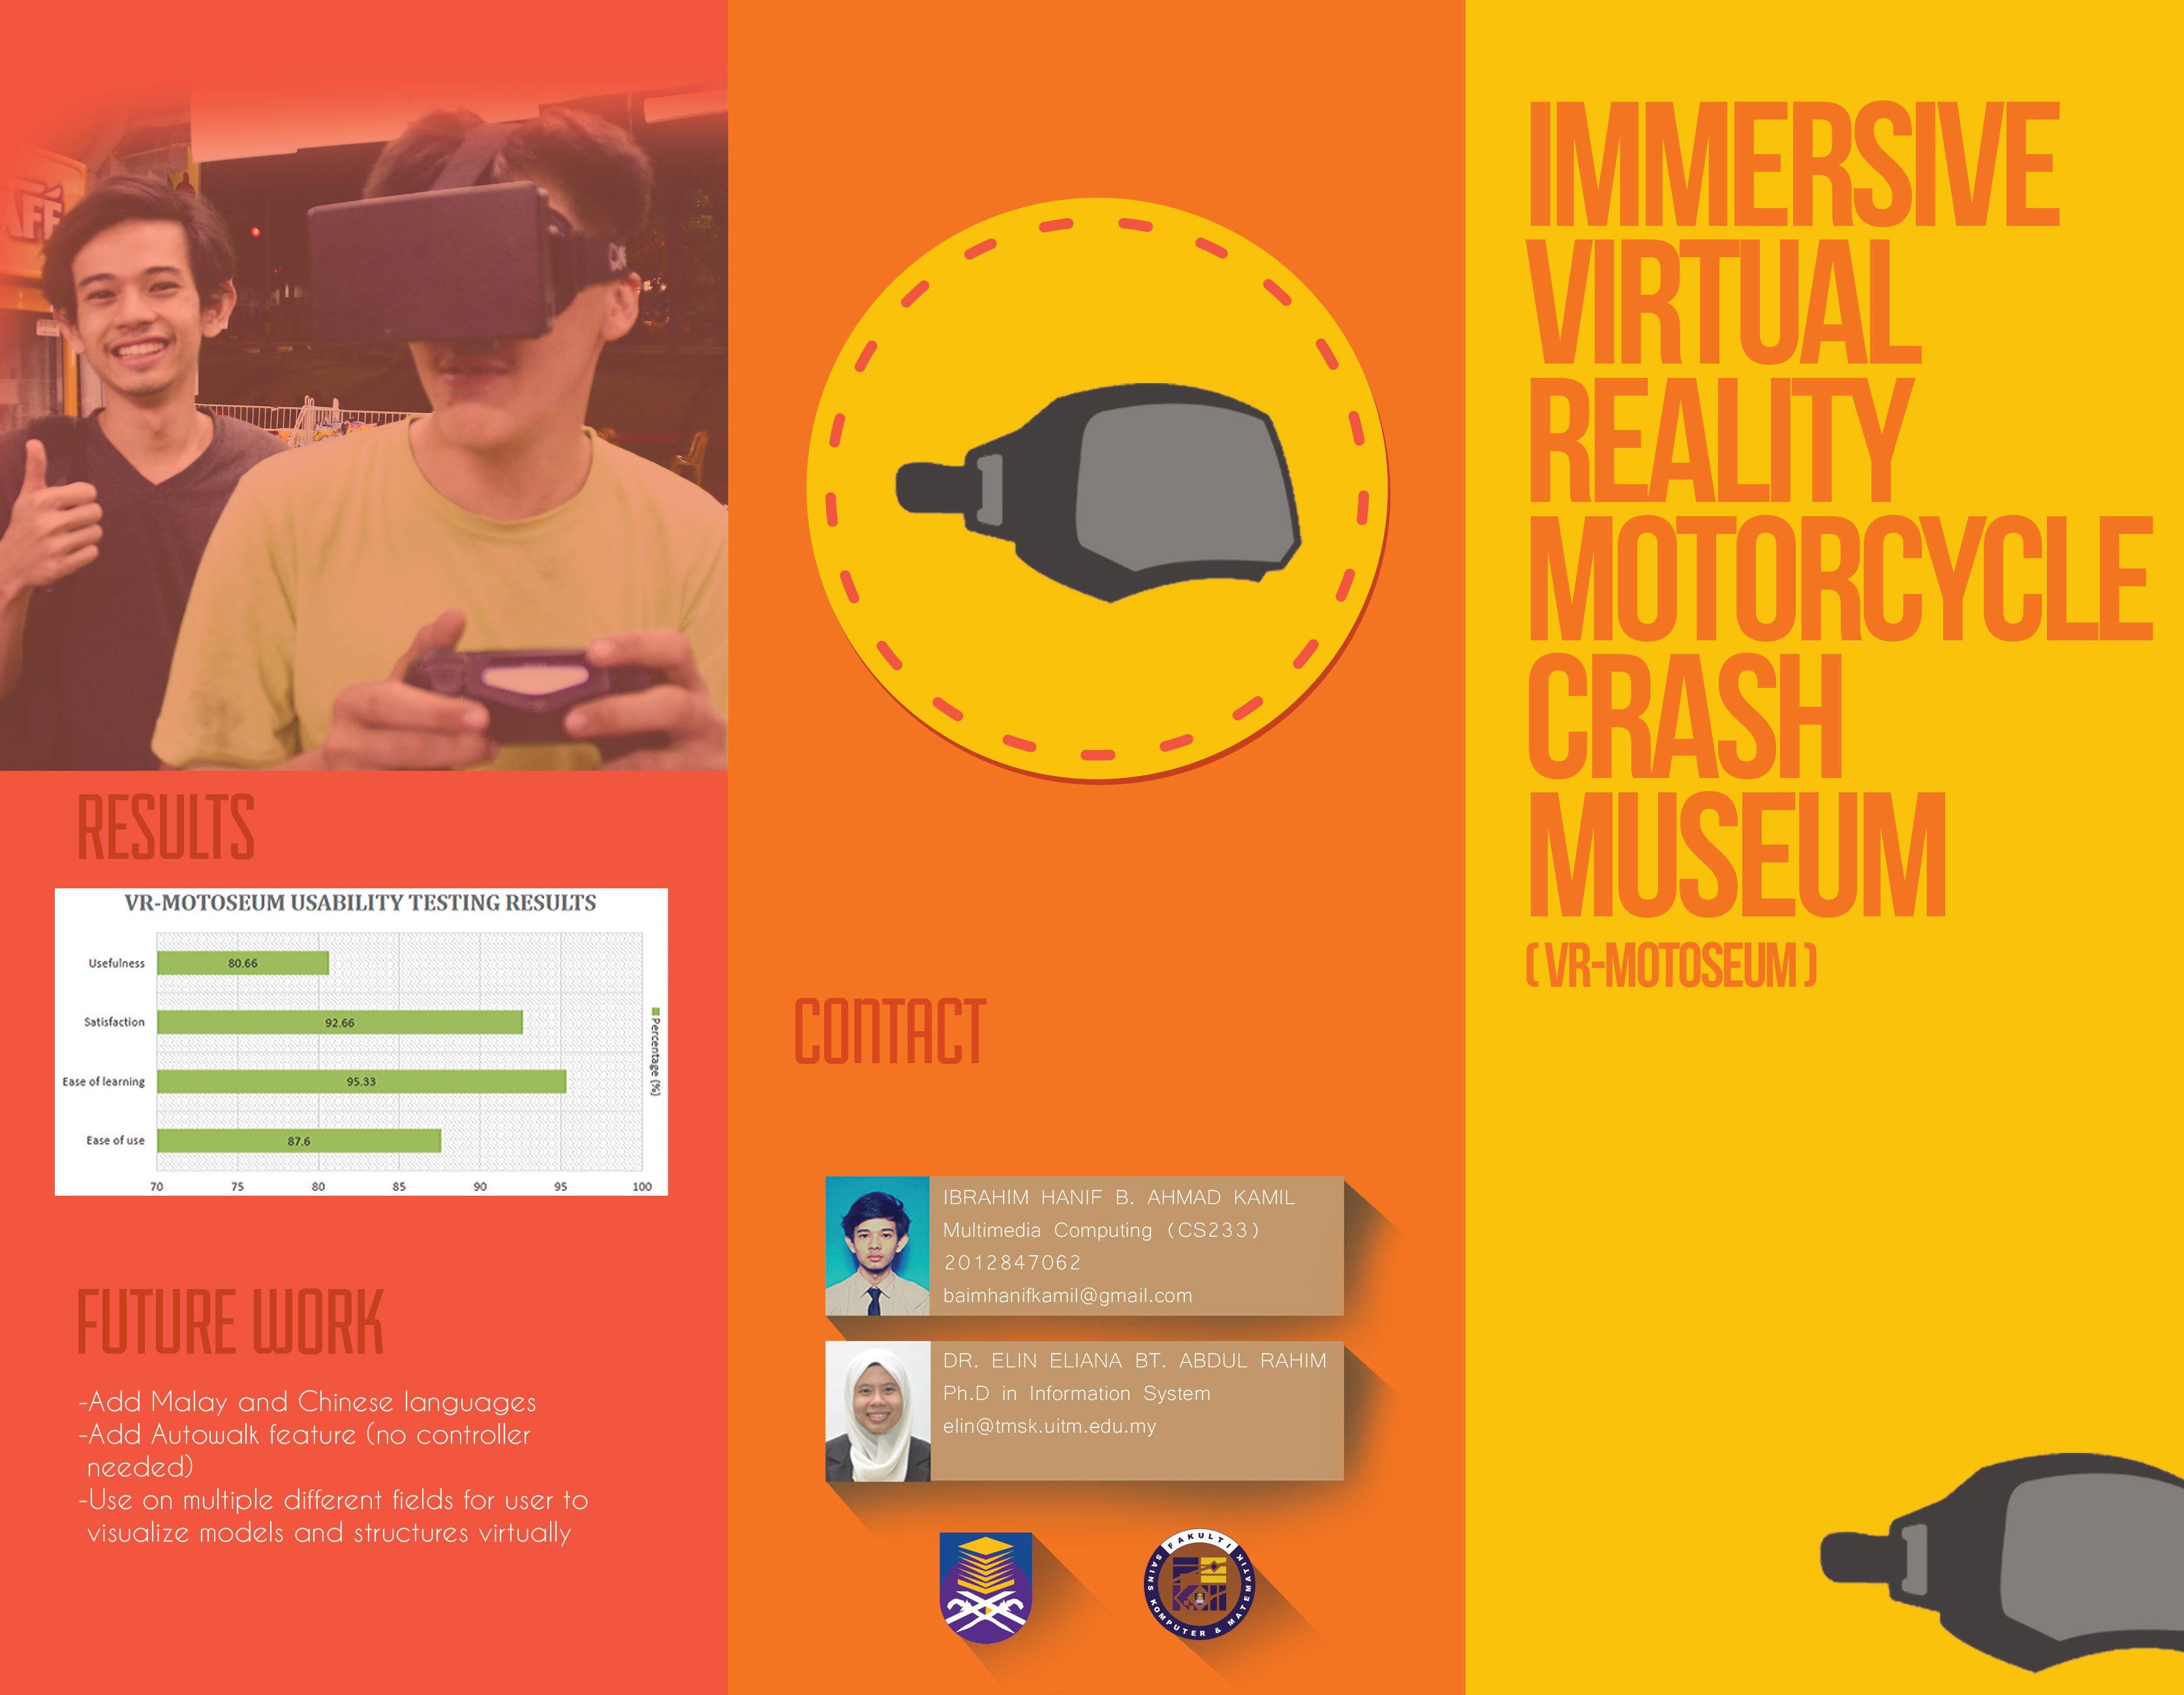 AFÉ
RESULTS
VR-MOTOSEUM USABILITY TESTING RESULTS
Usefulness
80.66
Satisfaction
92.66
Ease of learning
95.33
Ease of use
87.6
70 75 80 85 90 95 100
Percentage (%)
FUTURE WORK
-Add Malay and Chinese languages
-Add Autowalk feature (no controller
needed)
-Use on multiple different fields for user to
visualize models and structures virtually
CONTACT
IBRAHIM HANIF B. AHMAD KAMIL
Multimedia Computing (CS233)
2012847062
baimhanifkamil@gmail.com
DR. ELIN ELIANA BT. ABDUL RAHIM
Ph.D in Information System
elin@tmsk.uitm.edu.my
FAKULTI
SAINS KOMPUTER & MATEMATIK
IMMERSIVE
VIRTUAL
REALITY
MOTORCYCLE
CRASH
MUSEUM
( VR-MOTOSEUM )